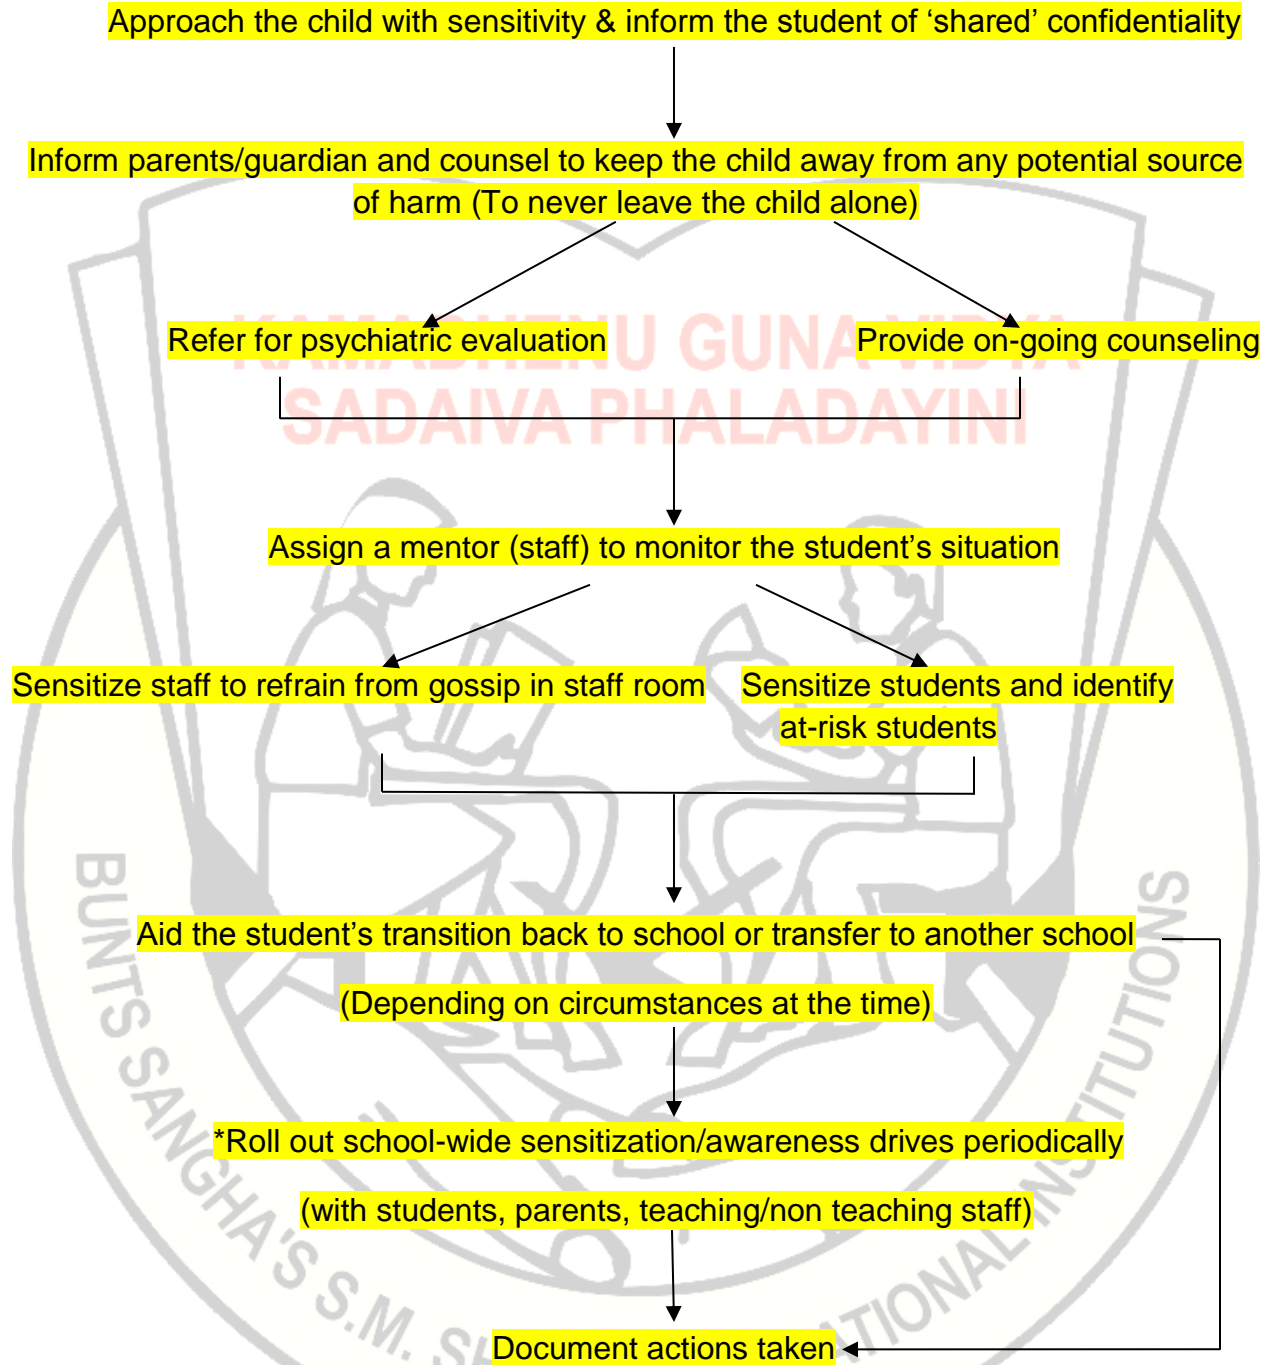 Approach the child with sensitivity & inform the student of ‘shared’ confidentiality
Inform parents/guardian and counsel to keep the child away from any potential source
of harm (To never leave the child alone)
KAMADHENU GUNA VIDYA
Refer for psychiatric evaluation
Provide on-going counseling
SADAIVA PHALADAYINI
Assign a mentor (staff) to monitor the student’s situation
Sensitize staff to refrain from gossip in staff room
Sensitize students and identify
at-risk students
Aid the student’s transition back to school or transfer to another school
(Depending on circumstances at the time)
*Roll out school-wide sensitization/awareness drives periodically
(with students, parents, teaching/non teaching staff)
Document actions taken
BUNTS SANGHA'S S.M. INSTITUTIONS